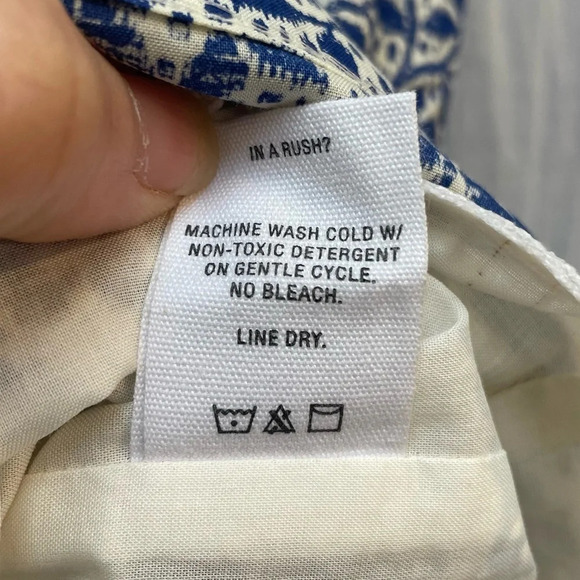 IN A RUSH?
MACHINE WASH COLD W/
NON-TOXIC DETERGENT
ON GENTLE CYCLE.
NO BLEACH.
LINE DRY.